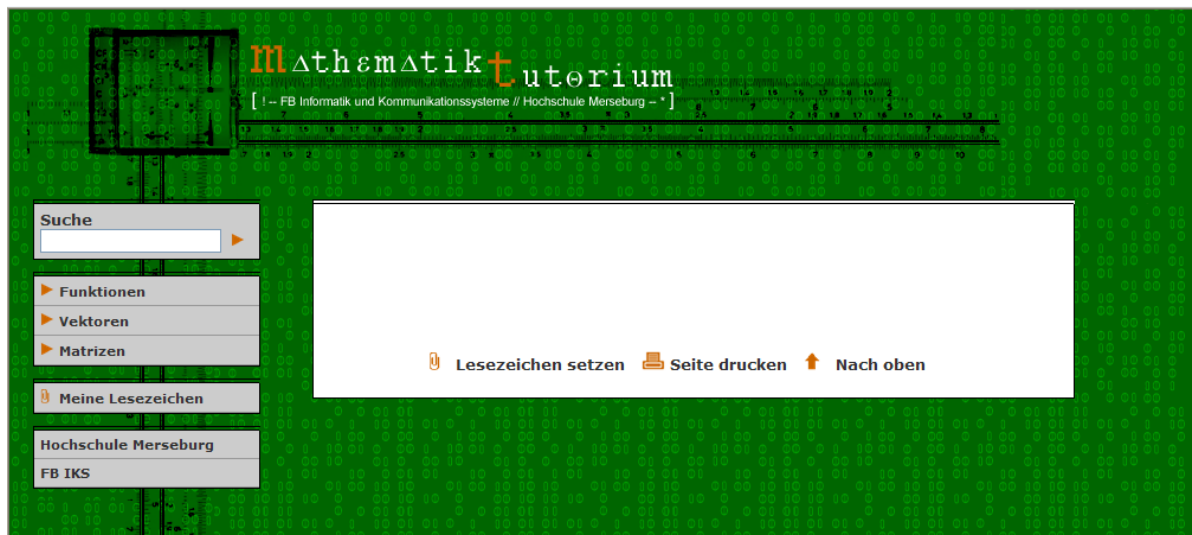 mΔthεmΔtik tutθrium
[ ! -- FB Informatik und Kommunikationssysteme // Hochschule Merseburg -- * ]
Suche
Funktionen
Vektoren
Matrizen
Meine Lesezeichen
Hochschule Merseburg
FB IKS
Lesezeichen setzen Seite drucken Nach oben